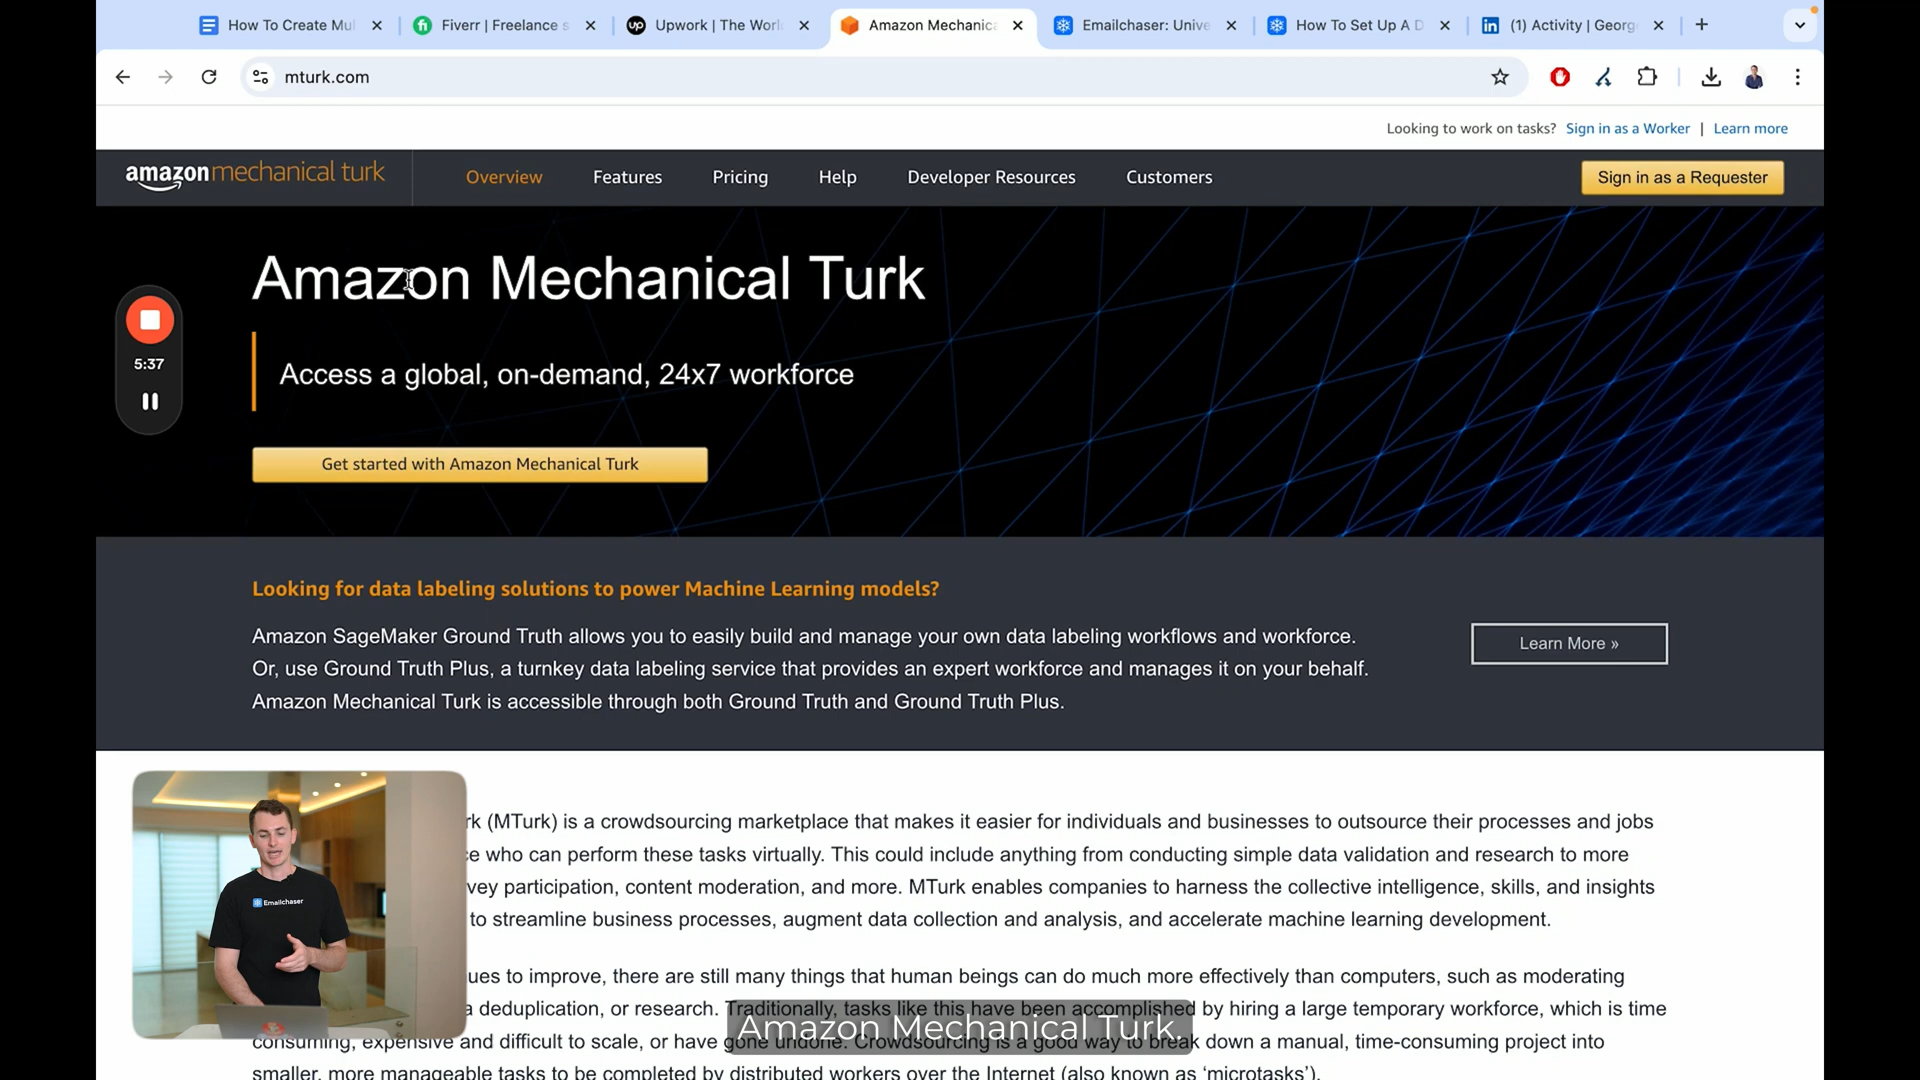 How To Create Mul
Fiverr | Freelance s
Upwork | The World
Amazon Mechanic
Emailchaser: Unive
How To Set Up A D
(1) Activity | Georg
mturk.com
Looking to work on tasks? Sign in as a Worker | Learn more
amazon mechanical turk
Overview
Features
Pricing
Help
Developer Resources
Customers
Sign in as a Requester
Amazon Mechanical Turk
5:37
Access a global, on-demand, 24x7 workforce
Get started with Amazon Mechanical Turk
Looking for data labeling solutions to power Machine Learning models?
Amazon SageMaker Ground Truth allows you to easily build and manage your own data labeling workflows and workforce.
Or, use Ground Truth Plus, a turnkey data labeling service that provides an expert workforce and manages it on your behalf.
Amazon Mechanical Turk is accessible through both Ground Truth and Ground Truth Plus.
Learn More »
rk (MTurk) is a crowdsourcing marketplace that makes it easier for individuals and businesses to outsource their processes and jobs
e who can perform these tasks virtually. This could include anything from conducting simple data validation and research to more
vey participation, content moderation, and more. MTurk enables companies to harness the collective intelligence, skills, and insights
to streamline business processes, augment data collection and analysis, and accelerate machine learning development.
Emailchaser
ues to improve, there are still many things that human beings can do much more effectively than computers, such as moderating
a deduplication, or research. Traditionally, tasks like this have been accomplished by hiring a large temporary workforce, which is time
consuming, expensive and difficult to scale, or have gone undone. Crowdsourcing is a good way to break down a manual, time-consuming project into
Amazon Mechanical Turk.
smaller, more manageable tasks to be completed by distributed workers over the Internet (also known as 'microtasks').